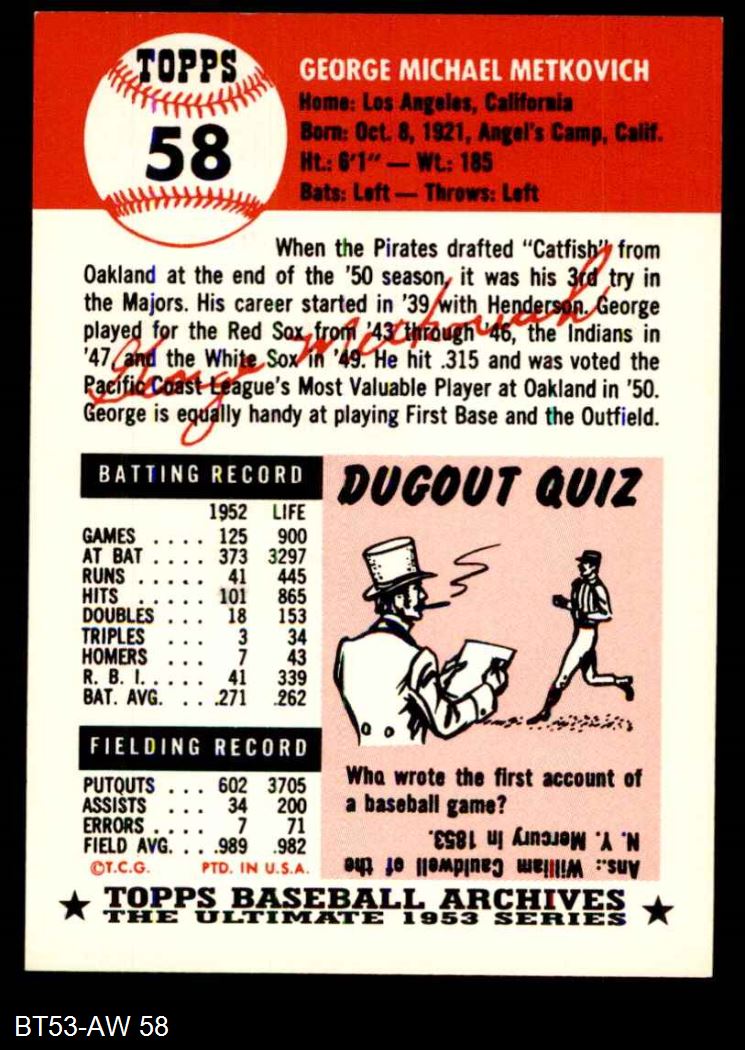 TOPPS
58
GEORGE MICHAEL METKOVICH
Home: Los Angeles, California
Born: Oct. 8, 1921, Angel's Camp, Calif.
Ht.: 6'1" — Wt.: 185
Bats: Left — Throws: Left
When the Pirates drafted "Catfish" from
Oakland at the end of the '50 season, it was his 3rd try in
the Majors. His career started in '39 with Henderson. George
played for the Red Sox from '43 through '46, the Indians in
'47, and the White Sox in '49. He hit .315 and was voted the
Pacific Coast League's Most Valuable Player at Oakland in '50.
George is equally handy at playing First Base and the Outfield.
George Metkovich
BATTING RECORD
1952 LIFE
GAMES .... 125 900
AT BAT .... 373 3297
RUNS ...... 41 445
HITS ...... 101 865
DOUBLES ... 18 153
TRIPLES ... 3 34
HOMERS ... 7 43
R. B. I. .... 41 339
BAT. AVG. ... .271 .262
FIELDING RECORD
PUTOUTS ... 602 3705
ASSISTS ... 34 200
ERRORS .... 7 71
FIELD AVG. ... .989 .982
©T.C.G. PTD. IN U.S.A.
DUGOUT QUIZ
Who wrote the first account of
a baseball game?
Ans.: William Cauldwell of the
N. Y. Mercury in 1853.
TOPPS BASEBALL ARCHIVES
THE ULTIMATE 1953 SERIES
BT53-AW 58